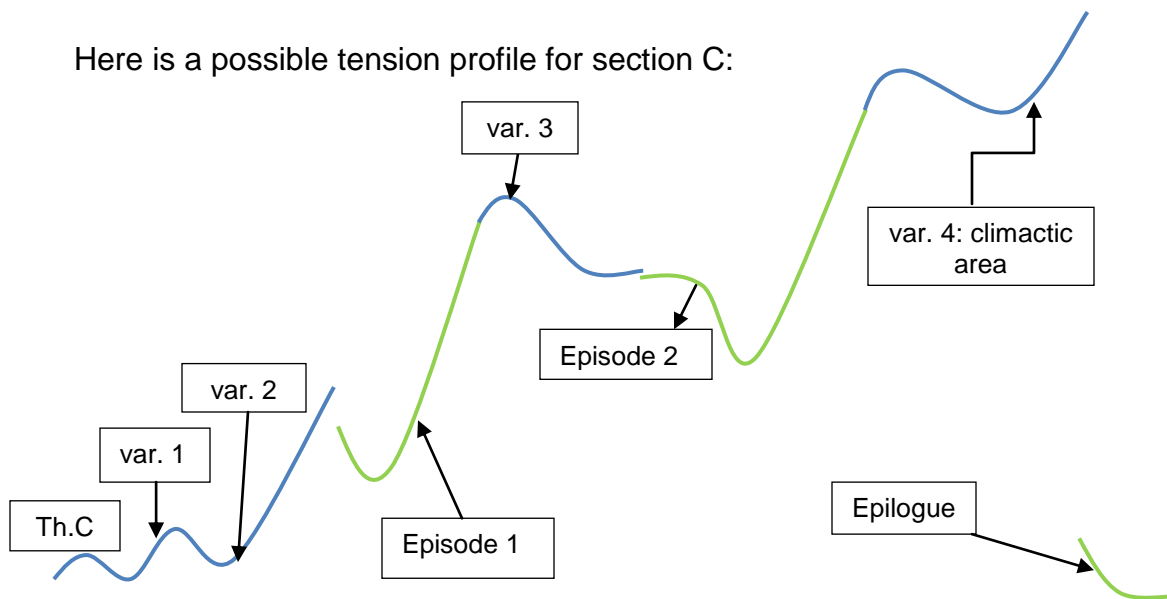 Here is a possible tension profile for section C:
var. 3
var. 4: climactic
area
Episode 2
var. 2
var. 1
Th.C
Episode 1
Epilogue